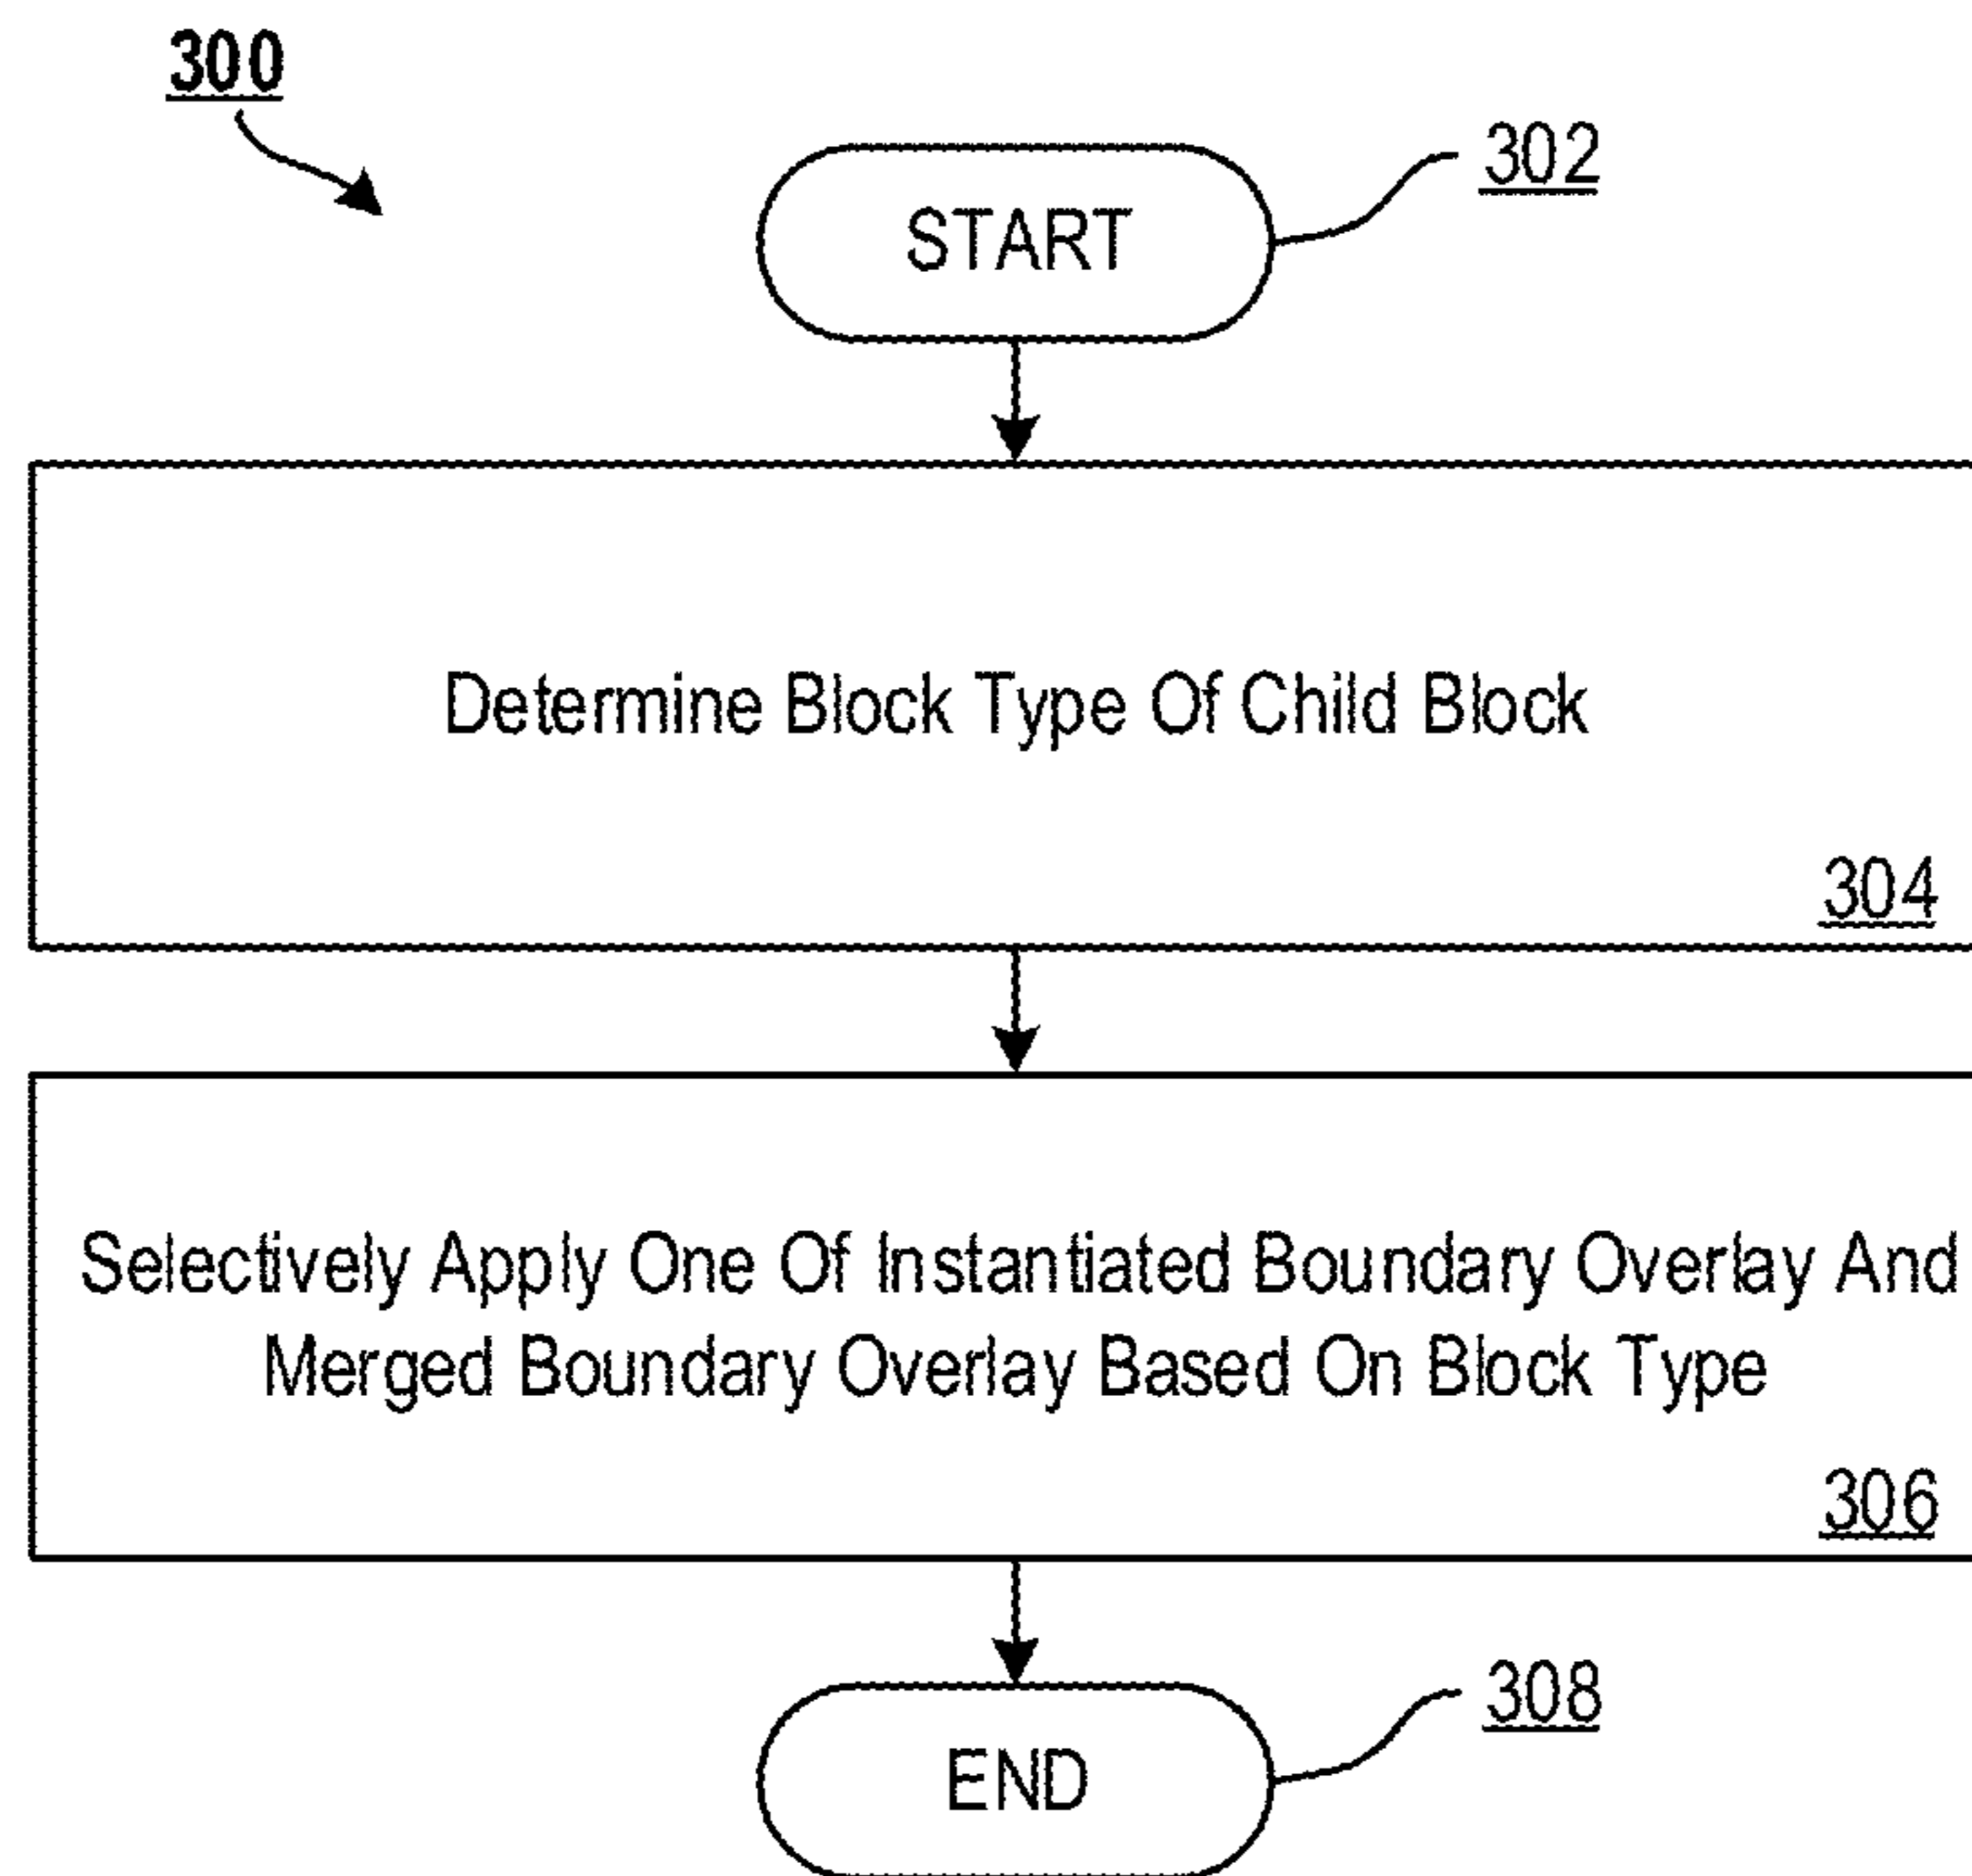 300
302
START
Determine Block Type Of Child Block
304
Selectively Apply One Of Instantiated Boundary Overlay And
Merged Boundary Overlay Based On Block Type
306
308
END